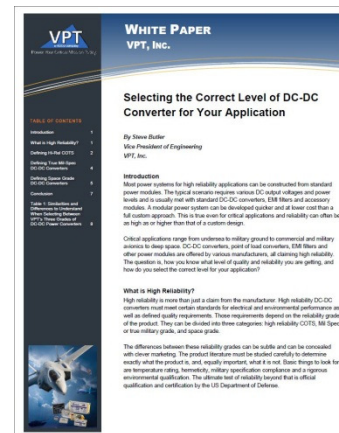 VPT
WHITE PAPER
VPT, INC.
Selecting the Correct Level of DC-DC
Converter for Your Application
By Steve Butler
Vice President of Engineering
VPT, Inc.
TABLE OF CONTENTS
Introduction 1
What is High Reliability? 1
Defining Hi-Rel COTS 2
Defining True Mil Spec
DC-DC Converters 4
Defining Space Grade
DC-DC Converters 5
Conclusion 7
Table 1: Similarities and
Differences to Understand
When Selecting Between
VPT's Three Grades of
DC-DC Power Converters
Introduction
Most power systems for high reliability applications can be constructed from standard
power modules. The typical scenario requires various DC output voltages and power
levels and is usually met with standard DC-DC converters, EMI filters and accessory
modules. A modular power system can be developed quicker and at lower cost than a
full custom approach. This is true even for critical applications and reliability can often be
as high or higher than that of a custom design.
Critical applications range from undersea to military ground to commercial and military
avionics to deep space. DC-DC converters, point of load converters, EMI filters and
other power modules are offered by various manufacturers, all claiming high reliability.
The question is, how you know what level of quality and reliability you are getting, and
how do you select the correct level for your application?
What is High Reliability?
High reliability is more than just a claim from the manufacturer. High reliability DC-DC
converters must meet certain standards for electrical and environmental performance as
well as defined quality requirements. Those requirements depend on the reliability grade
of the product. They can be divided into three categories: high reliability COTS, Mil Spec
or true military grade, and space grade.
The differences between these reliability grades can be subtle and can be concealed
with clever marketing. The product literature must be studied carefully to determine
exactly what the product is, and, equally important, what it is not. Basic things to look for
are temperature rating, hermeticity, military specification compliance and a rigorous
environmental qualification. The ultimate test of reliability beyond that is official
qualification and certification by the US Department of Defense.